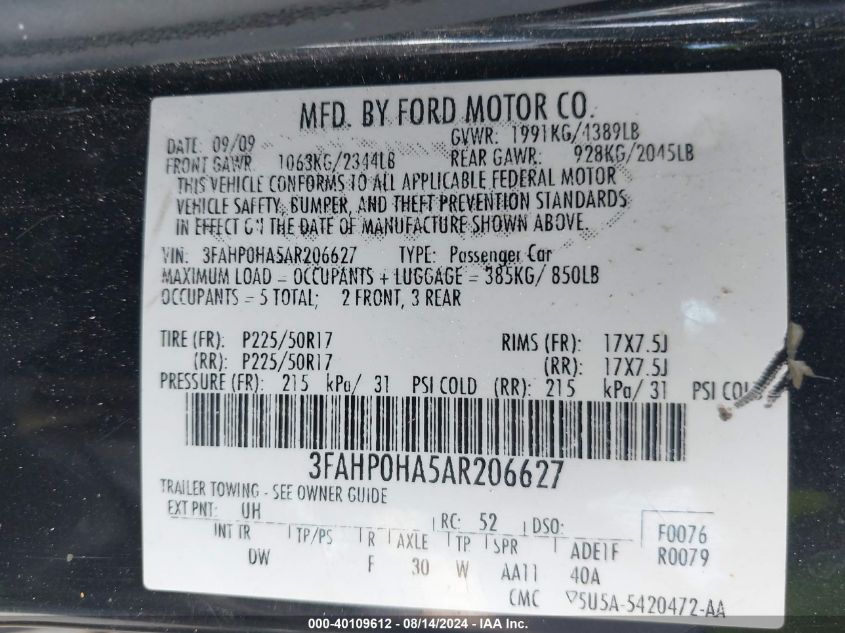 MFD. BY FORD MOTOR CO.
DATE: 09/09 GVWR: 1991KG/4389LB
FRONT GAWR: 1063KG/2344LB REAR GAWR: 928KG/2045LB
THIS VEHICLE CONFORMS TO ALL APPLICABLE FEDERAL MOTOR
VEHICLE SAFETY, BUMPER, AND THEFT PREVENTION STANDARDS
IN EFFECT ON THE DATE OF MANUFACTURE SHOWN ABOVE.
VIN: 3FAHP0HA5AR206627 TYPE: Passenger Car
MAXIMUM LOAD = OCCUPANTS + LUGGAGE = 385KG/ 850LB
OCCUPANTS = 5 TOTAL; 2 FRONT, 3 REAR
TIRE (FR): P225/50R17 RIMS (FR): 17X7.5J
(RR): P225/50R17 (RR): 17X7.5J
PRESSURE (FR): 215 kPa/ 31 PSI COLD (RR): 215 kPa/ 31 PSI COLD
3FAHP0HA5AR206627
TRAILER TOWING - SEE OWNER GUIDE
EXT PNT: UH RC: 52 DSO: F0076
INT TR TP/PS R AXLE TP SPR ADE1F R0079
DW F 30 W AA11 40A
CMC 5U5A-5420472-AA
000-40109612 - 08/14/2024 - IAA Inc.